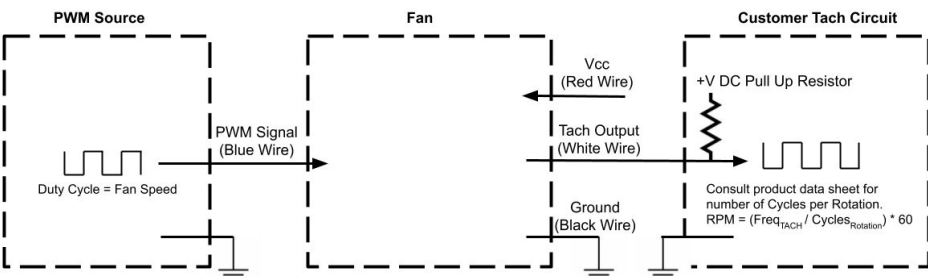 PWM Source
Fan
Customer Tach Circuit
Vcc
(Red Wire)
+V DC Pull Up Resistor
PWM Signal
(Blue Wire)
Tach Output
(White Wire)
Duty Cycle = Fan Speed
Consult product data sheet for
number of Cycles per Rotation.
RPM = (Freq_TACH / Cycles_Rotation) * 60
Ground
(Black Wire)